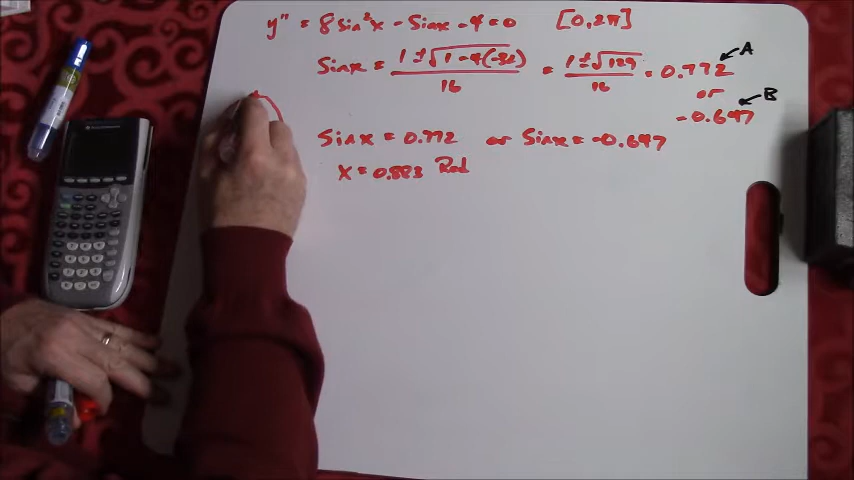 y" = 8 sin²x - Sinx - 4 = 0 [0, 2π]
Sinx = (1 ± √(1 - 4(-32))) / 16 = (1 ± √129) / 16 = 0.772 ← A
or
-0.647 ← B
Sinx = 0.772 or Sinx = -0.647
X = 0.883 Rad